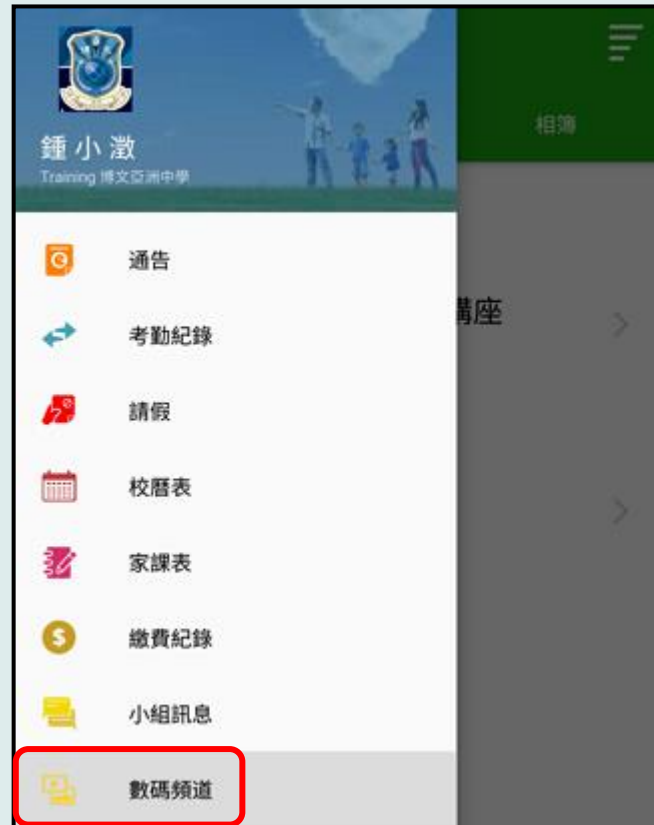 鍾小澂
Training 博文亞洲中學
相簿
通告
考勤紀錄
講座
請假
校曆表
家課表
繳費紀錄
小組訊息
數碼頻道